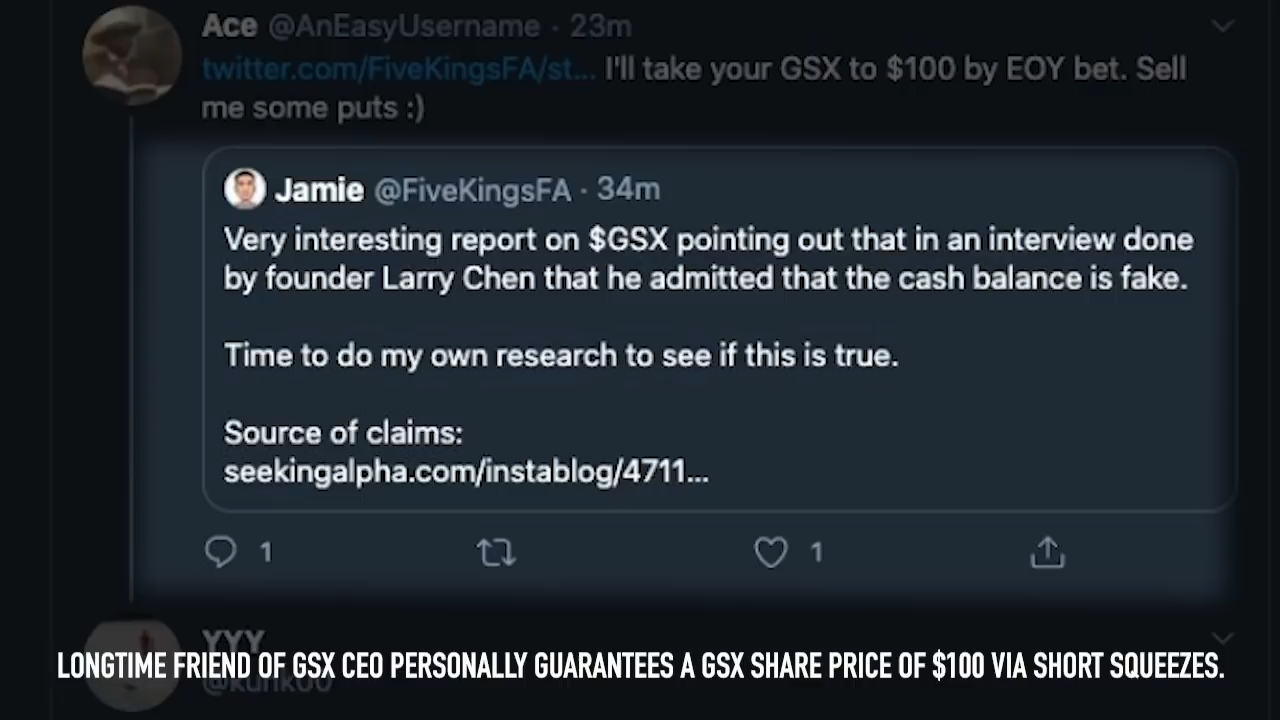 Ace @AnEasyUsername · 23m
twitter.com/FiveKingsFA/st... I'll take your GSX to $100 by EOY bet. Sell
me some puts :)
Jamie @FiveKingsFA · 34m
Very interesting report on $GSX pointing out that in an interview done
by founder Larry Chen that he admitted that the cash balance is fake.
Time to do my own research to see if this is true.
Source of claims:
seekingalpha.com/instablog/4711...
1 1
YYY
LONGTIME FRIEND OF GSX CEO PERSONALLY GUARANTEES A GSX SHARE PRICE OF $100 VIA SHORT SQUEEZES.